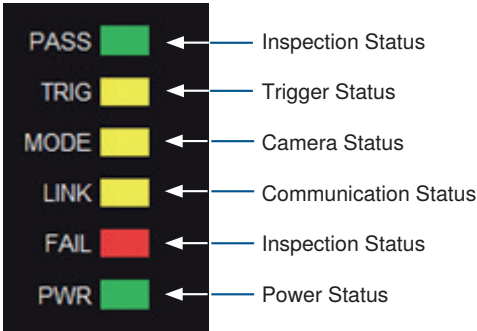 PASS Inspection Status
TRIG Trigger Status
MODE Camera Status
LINK Communication Status
FAIL Inspection Status
PWR Power Status